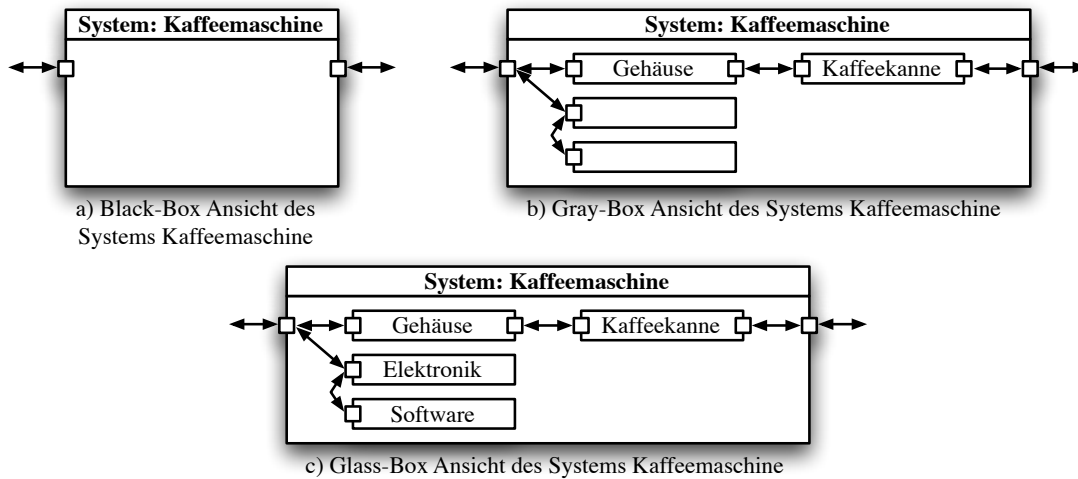 System: Kaffeemaschine
a) Black-Box Ansicht des
Systems Kaffeemaschine
System: Kaffeemaschine
Gehäuse
Kaffeekanne
b) Gray-Box Ansicht des Systems Kaffeemaschine
System: Kaffeemaschine
Gehäuse
Kaffeekanne
Elektronik
Software
c) Glass-Box Ansicht des Systems Kaffeemaschine